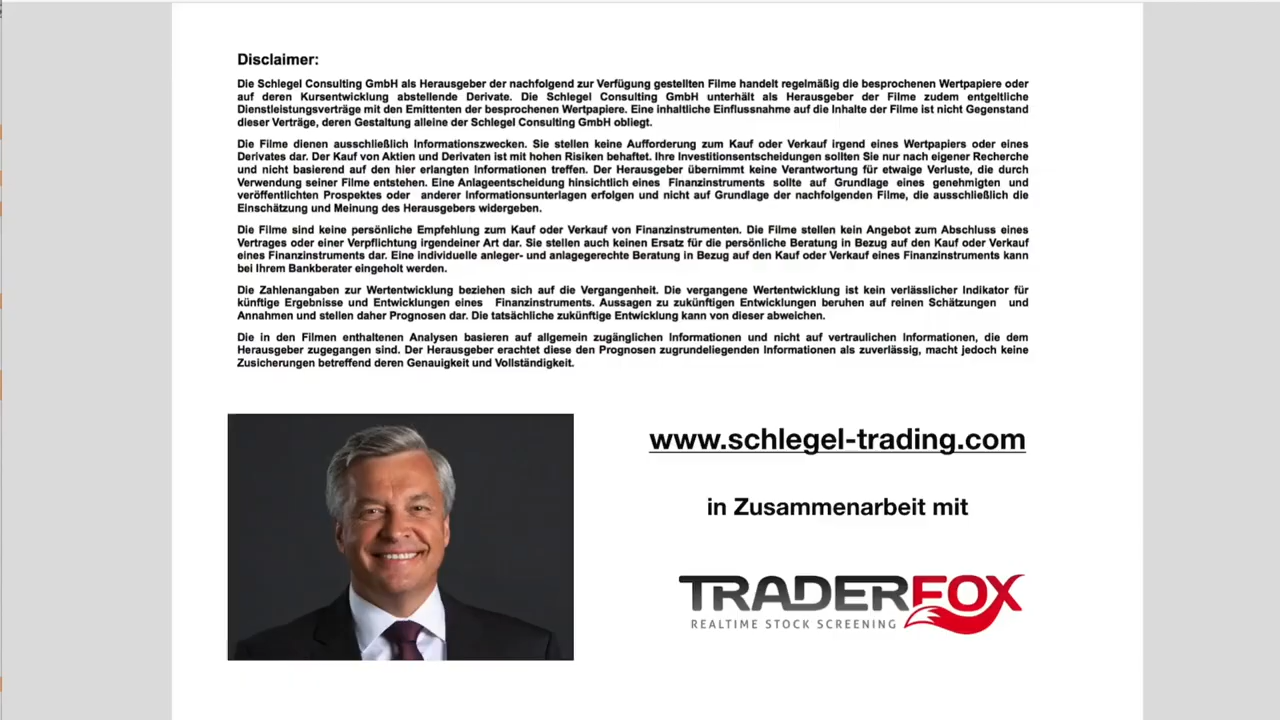 Disclaimer:
Die Schlegel Consulting GmbH als Herausgeber der nachfolgend zur Verfügung gestellten Filme handelt regelmäßig die besprochenen Wertpapiere oder
auf deren Kursentwicklung abstellende Derivate. Die Schlegel Consulting GmbH unterhält als Herausgeber der Filme zudem entgeltliche
Dienstleistungsverträge mit den Emittenten der besprochenen Wertpapiere. Eine inhaltliche Einflussnahme auf die Inhalte der Filme ist nicht Gegenstand
dieser Verträge, deren Gestaltung alleine der Schlegel Consulting GmbH obliegt.
Die Filme dienen ausschließlich Informationszwecken. Sie stellen keine Aufforderung zum Kauf oder Verkauf irgend eines Wertpapiers oder eines
Derivates dar. Der Kauf von Aktien und Derivaten ist mit hohen Risiken behaftet. Ihre Investitionsentscheidungen sollten Sie nur nach eigener Recherche
und nicht basierend auf den hier erlangten Informationen treffen. Der Herausgeber übernimmt keine Verantwortung für etwaige Verluste, die durch
Verwendung seiner Filme entstehen. Eine Anlageentscheidung hinsichtlich eines Finanzinstruments sollte auf Grundlage eines genehmigten und
veröffentlichten Prospektes oder anderer Informationsunterlagen erfolgen und nicht auf Grundlage der nachfolgenden Filme, die ausschließlich die
Einschätzung und Meinung des Herausgebers widergeben.
Die Filme sind keine persönliche Empfehlung zum Kauf oder Verkauf von Finanzinstrumenten. Die Filme stellen kein Angebot zum Abschluss eines
Vertrages oder einer Verpflichtung irgendeiner Art dar. Sie stellen auch keinen Ersatz für die persönliche Beratung in Bezug auf den Kauf oder Verkauf
eines Finanzinstruments dar. Eine individuelle anleger- und anlagegerechte Beratung in Bezug auf den Kauf oder Verkauf eines Finanzinstruments kann
bei Ihrem Bankberater eingeholt werden.
Die Zahlenangaben zur Wertentwicklung beziehen sich auf die Vergangenheit. Die vergangene Wertentwicklung ist kein verlässlicher Indikator für
künftige Ergebnisse und Entwicklungen eines Finanzinstruments. Aussagen zu zukünftigen Entwicklungen beruhen auf reinen Schätzungen und
Annahmen und stellen daher Prognosen dar. Die tatsächliche zukünftige Entwicklung kann von dieser abweichen.
Die in den Filmen enthaltenen Analysen basieren auf allgemein zugänglichen Informationen und nicht auf vertraulichen Informationen, die dem
Herausgeber zugegangen sind. Der Herausgeber erachtet diese den Prognosen zugrundeliegenden Informationen als zuverlässig, macht jedoch keine
Zusicherungen betreffend deren Genauigkeit und Vollständigkeit.
www.schlegel-trading.com
in Zusammenarbeit mit
TRADERFOX
REALTIME STOCK SCREENING